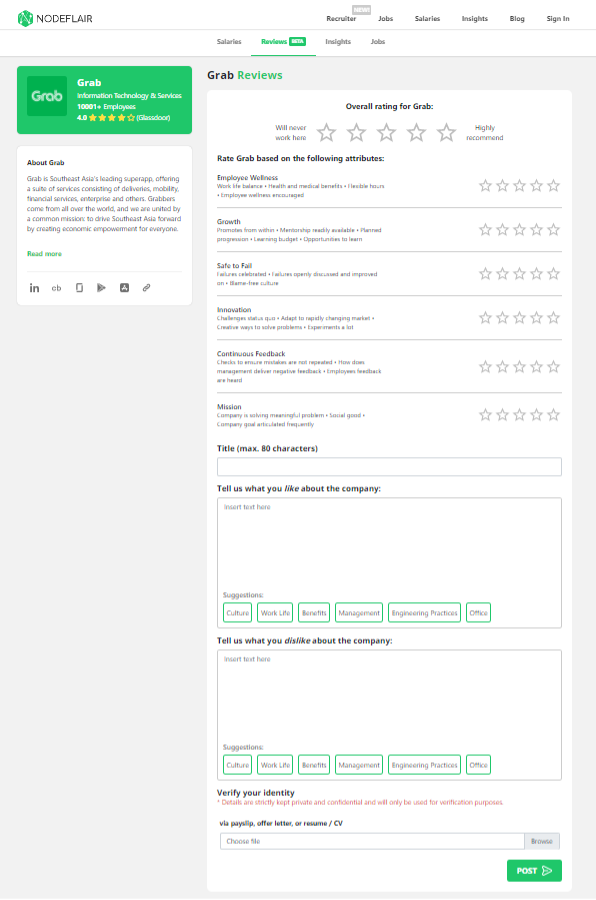 NODEFLAIR
NEW!
Recruiter Jobs Salaries Insights Blog Sign In
Salaries Reviews BETA Insights Jobs
Grab
Grab
Information Technology & Services
10001+ Employees
4.0 (Glassdoor)
About Grab
Grab is Southeast Asia's leading superapp, offering
a suite of services consisting of deliveries, mobility,
financial services, enterprise and others. Grabbers
come from all over the world, and we are united by
a common mission: to drive Southeast Asia forward
by creating economic empowerment for everyone.
Read more
in cb
Grab Reviews
Overall rating for Grab:
Will never
work here
Highly
recommend
Rate Grab based on the following attributes:
Employee Wellness
Work life balance • Health and medical benefits • Flexible hours
• Employee wellness encouraged
Growth
Promotes from within • Mentorship readily available • Planned
progression • Learning budget • Opportunities to learn
Safe to Fail
Failures celebrated • Failures openly discussed and improved
on • Blame-free culture
Innovation
Challenges status quo • Adapt to rapidly changing market •
Creative ways to solve problems • Experiments a lot
Continuous Feedback
Checks to ensure mistakes are not repeated • How does
management deliver negative feedback • Employees feedback
are heard
Mission
Company is solving meaningful problem • Social good •
Company goal articulated frequently
Title (max. 80 characters)
Tell us what you like about the company:
Insert text here
Suggestions:
Culture Work Life Benefits Management Engineering Practices Office
Tell us what you dislike about the company:
Insert text here
Suggestions:
Culture Work Life Benefits Management Engineering Practices Office
Verify your identity
* Details are strictly kept private and confidential and will only be used for verification purposes.
via payslip, offer letter, or resume / CV
Choose file Browse
POST